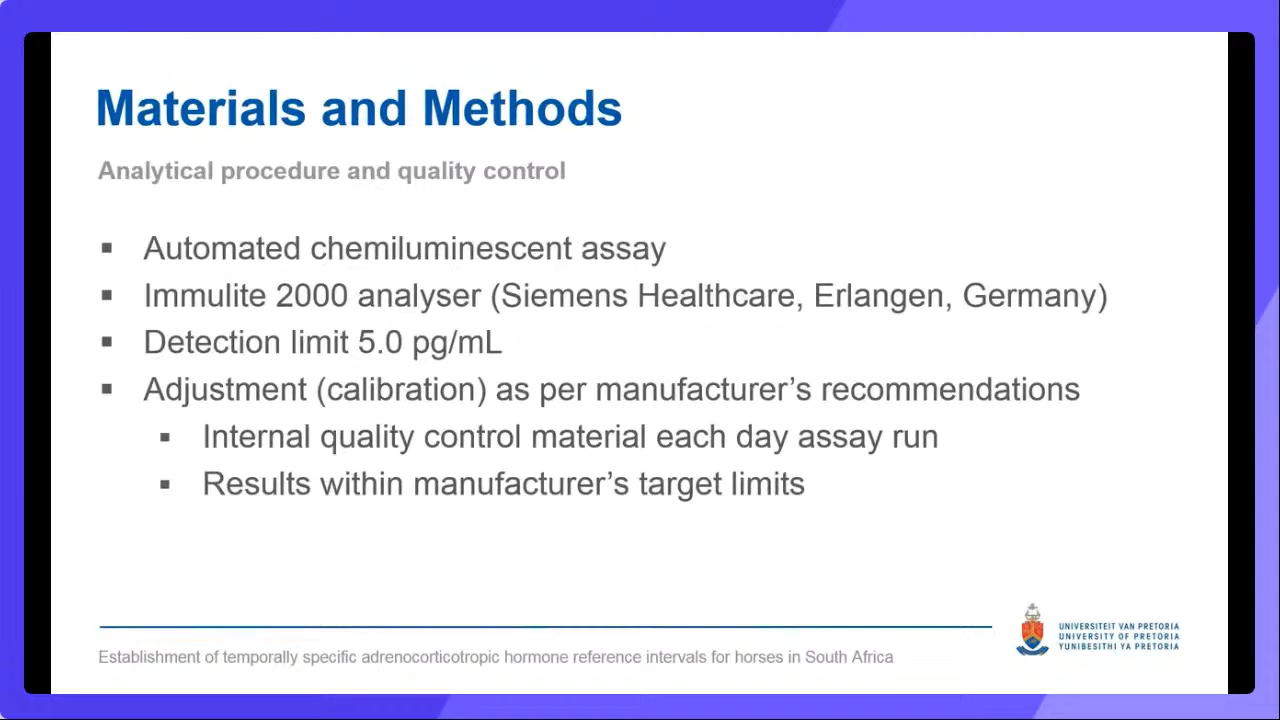 Materials and Methods
Analytical procedure and quality control
▪ Automated chemiluminescent assay
▪ Immulite 2000 analyser (Siemens Healthcare, Erlangen, Germany)
▪ Detection limit 5.0 pg/mL
▪ Adjustment (calibration) as per manufacturer’s recommendations
▪ Internal quality control material each day assay run
▪ Results within manufacturer’s target limits
UNIVERSITEIT VAN PRETORIA
UNIVERSITY OF PRETORIA
YUNIBESITHI YA PRETORIA
Establishment of temporally specific adrenocorticotropic hormone reference intervals for horses in South Africa